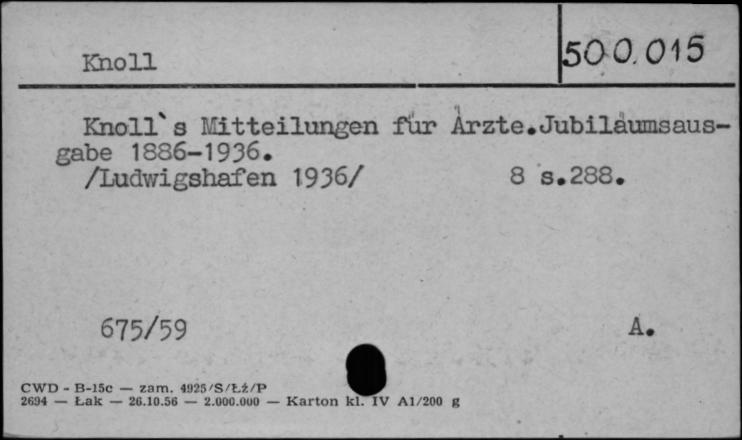 Knoll
500.015
Knoll`s Mitteilungen für Ärzte.Jubiläumsaus-
gabe 1886-1936.
/Ludwigshafen 1936/ 8 s.288.
675/59 A.
CWD - B-15c — zam. 4925/S/Łż/P
2694 — Łak — 26.10.56 — 2.000.000 — Karton kl. IV A1/200 g